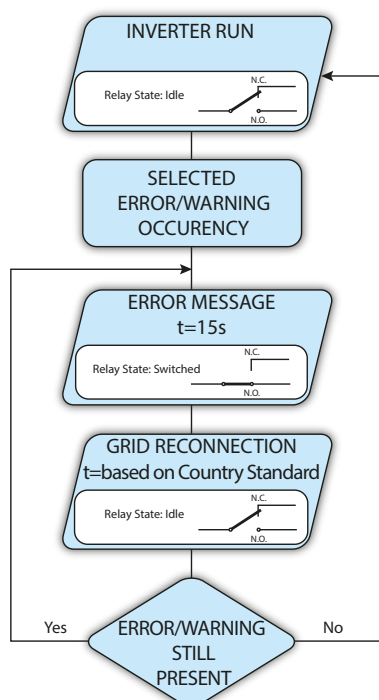 INVERTER RUN
N.C.
Relay State: Idle
N.O.
SELECTED
ERROR/WARNING
OCCURENCY
ERROR MESSAGE
t=15s
N.C.
Relay State: Switched
N.O.
GRID RECONNECTION
t=based on Country Standard
N.C.
Relay State: Idle
N.O.
Yes
ERROR/WARNING
STILL
PRESENT
No